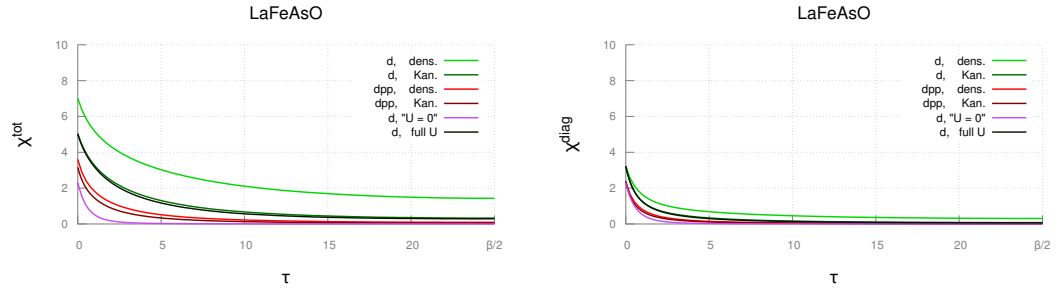 LaFeAsO
χ^tot
10
8
6
4
2
0
d, dens.
d, Kan.
dpp, dens.
dpp, Kan.
d, "U = 0"
d, full U
0 5 10 15 20 β/2
τ
LaFeAsO
χ^diag
10
8
6
4
2
0
d, dens.
d, Kan.
dpp, dens.
dpp, Kan.
d, "U = 0"
d, full U
0 5 10 15 20 β/2
τ